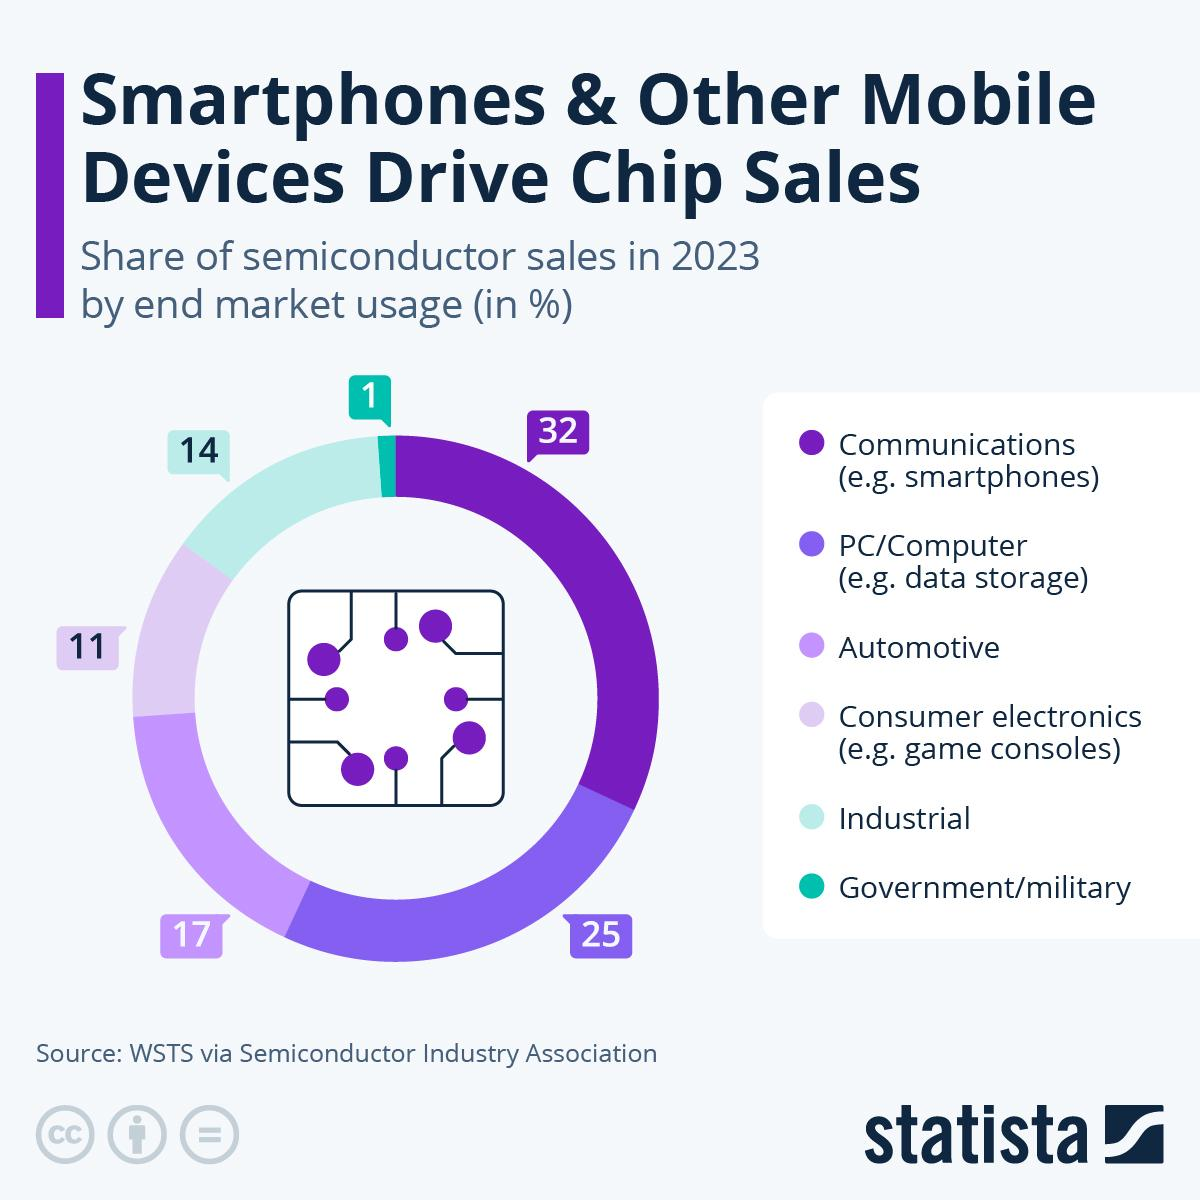 Smartphones & Other Mobile
Devices Drive Chip Sales
Share of semiconductor sales in 2023
by end market usage (in %)
1
32
14
11
17
25
Communications
(e.g. smartphones)
PC/Computer
(e.g. data storage)
Automotive
Consumer electronics
(e.g. game consoles)
Industrial
Government/military
Source: WSTS via Semiconductor Industry Association
cc
statista